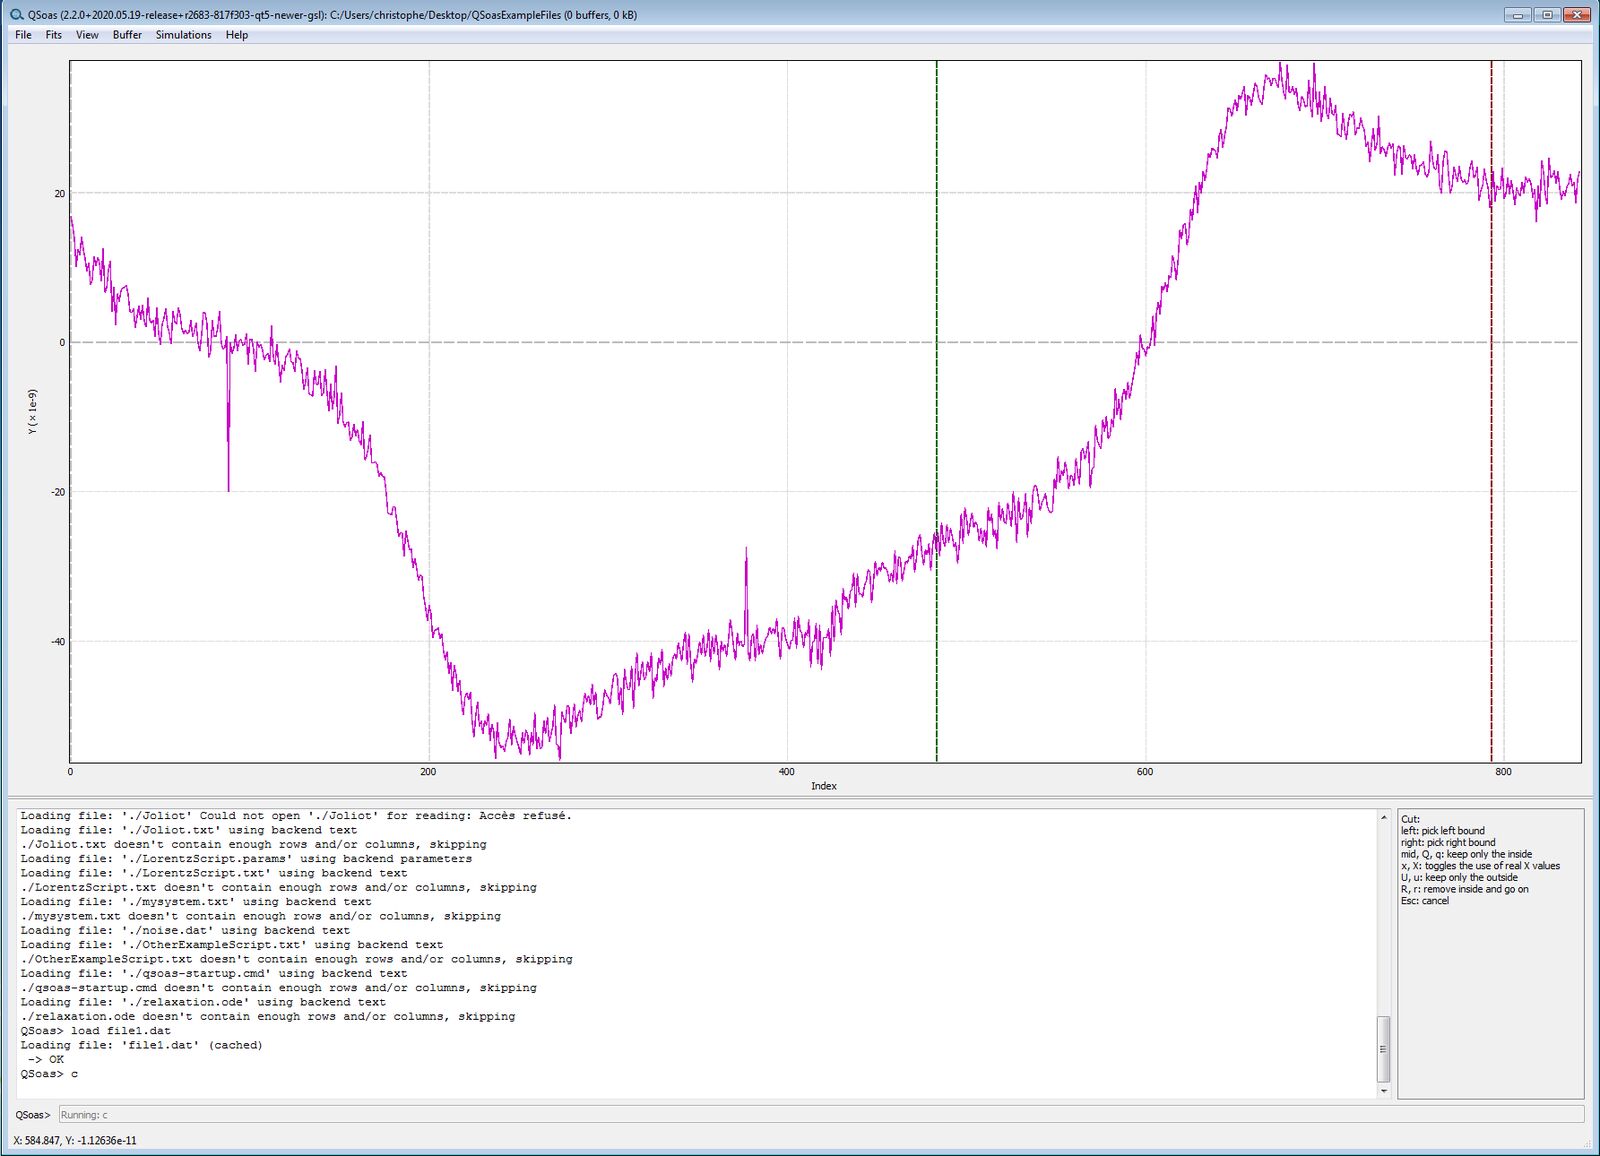 QSoas (2.2.0+2020.05.19-release+r2683-817f303-qt5-newer-gsl): C:/Users/christophe/Desktop/QSoasExampleFiles (0 buffers, 0 kB)
File Fits View Buffer Simulations Help
20
0
-20
-40
Y (× 1e-9)
0 200 400 600 800
Index
Loading file: './Joliot' Could not open './Joliot' for reading: Accès refusé.
Loading file: './Joliot.txt' using backend text
./Joliot.txt doesn't contain enough rows and/or columns, skipping
Loading file: './LorentzScript.params' using backend parameters
Loading file: './LorentzScript.txt' using backend text
./LorentzScript.txt doesn't contain enough rows and/or columns, skipping
Loading file: './mysystem.txt' using backend text
./mysystem.txt doesn't contain enough rows and/or columns, skipping
Loading file: './noise.dat' using backend text
Loading file: './OtherExampleScript.txt' using backend text
./OtherExampleScript.txt doesn't contain enough rows and/or columns, skipping
Loading file: './qsoas-startup.cmd' using backend text
./qsoas-startup.cmd doesn't contain enough rows and/or columns, skipping
Loading file: './relaxation.ode' using backend text
./relaxation.ode doesn't contain enough rows and/or columns, skipping
QSoas> load file1.dat
Loading file: 'file1.dat' (cached)
-> OK
QSoas> c
Cut:
left: pick left bound
right: pick right bound
mid, Q, q: keep only the inside
x, X: toggles the use of real X values
U, u: keep only the outside
R, r: remove inside and go on
Esc: cancel
QSoas> Running: c
X: 584.847, Y: -1.12636e-11